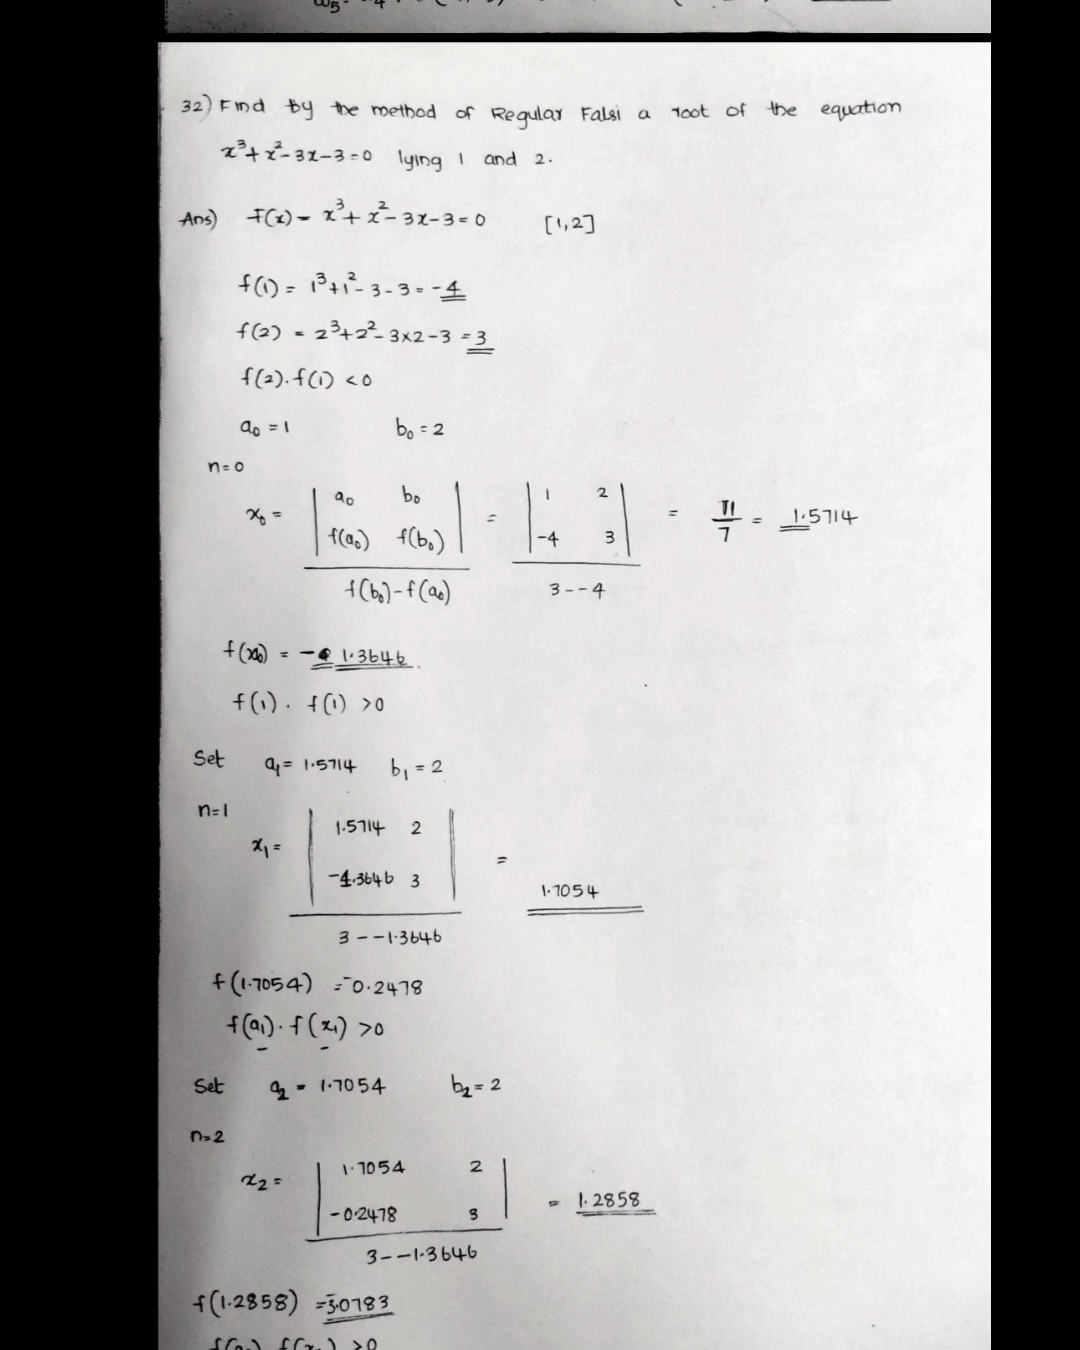 32) Find by the method of Regular Falsi a root of the equation
x³+x²-3x-3=0 lying 1 and 2.
Ans) f(x) = x³+x²-3x-3=0 [1,2]
f(1) = 1³+1²-3-3 = -4
f(2) = 2³+2²-3×2-3 = 3
f(2).f(1) <0
a₀ = 1 b₀ = 2
n=0
x₀ = | a₀ b₀ | = | 1 2 | = 11/7 = 1.5714
| f(a₀) f(b₀) | | -4 3 |
f(b₀)-f(a₀) 3--4
f(x₀) = -1.3646.
f(1). f(1) >0
Set a₁= 1.5714 b₁ = 2
n=1
x₁ = | 1.5714 2 | =
| -1.3646 3 | 1.7054
3--1.3646
f(1.7054) = -0.2478
f(a₁).f(x₁) >0
Set a₂ = 1.7054 b₂ = 2
n=2
x₂ = | 1.7054 2 | = 1.2858
| -0.2478 3 |
3--1.3646
f(1.2858) = -3.0783